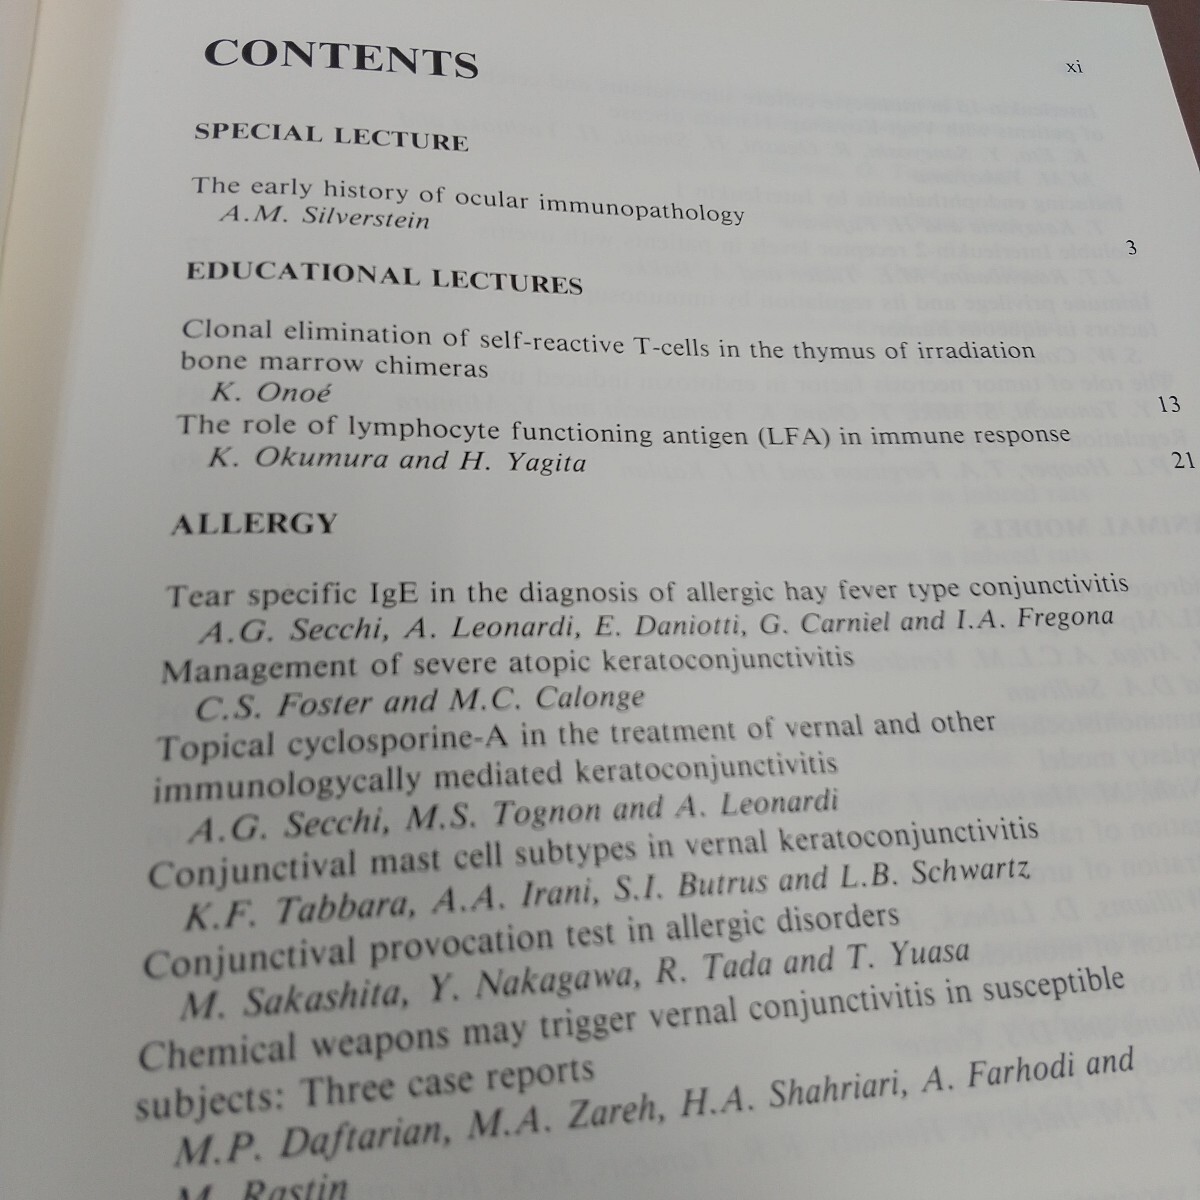 CONTENTS
xi
SPECIAL LECTURE
The early history of ocular immunopathology
A.M. Silverstein
3
EDUCATIONAL LECTURES
Clonal elimination of self-reactive T-cells in the thymus of irradiation
bone marrow chimeras
K. Onoé
13
The role of lymphocyte functioning antigen (LFA) in immune response
K. Okumura and H. Yagita
21
ALLERGY
Tear specific IgE in the diagnosis of allergic hay fever type conjunctivitis
A.G. Secchi, A. Leonardi, E. Daniotti, G. Carniel and I.A. Fregona
Management of severe atopic keratoconjunctivitis
C.S. Foster and M.C. Calonge
Topical cyclosporine-A in the treatment of vernal and other
immunologycally mediated keratoconjunctivitis
A.G. Secchi, M.S. Tognon and A. Leonardi
Conjunctival mast cell subtypes in vernal keratoconjunctivitis
K.F. Tabbara, A.A. Irani, S.I. Butrus and L.B. Schwartz
Conjunctival provocation test in allergic disorders
M. Sakashita, Y. Nakagawa, R. Tada and T. Yuasa
Chemical weapons may trigger vernal conjunctivitis in susceptible
subjects: Three case reports
M.P. Daftarian, M.A. Zareh, H.A. Shahriari, A. Farhodi and
M. Rastin